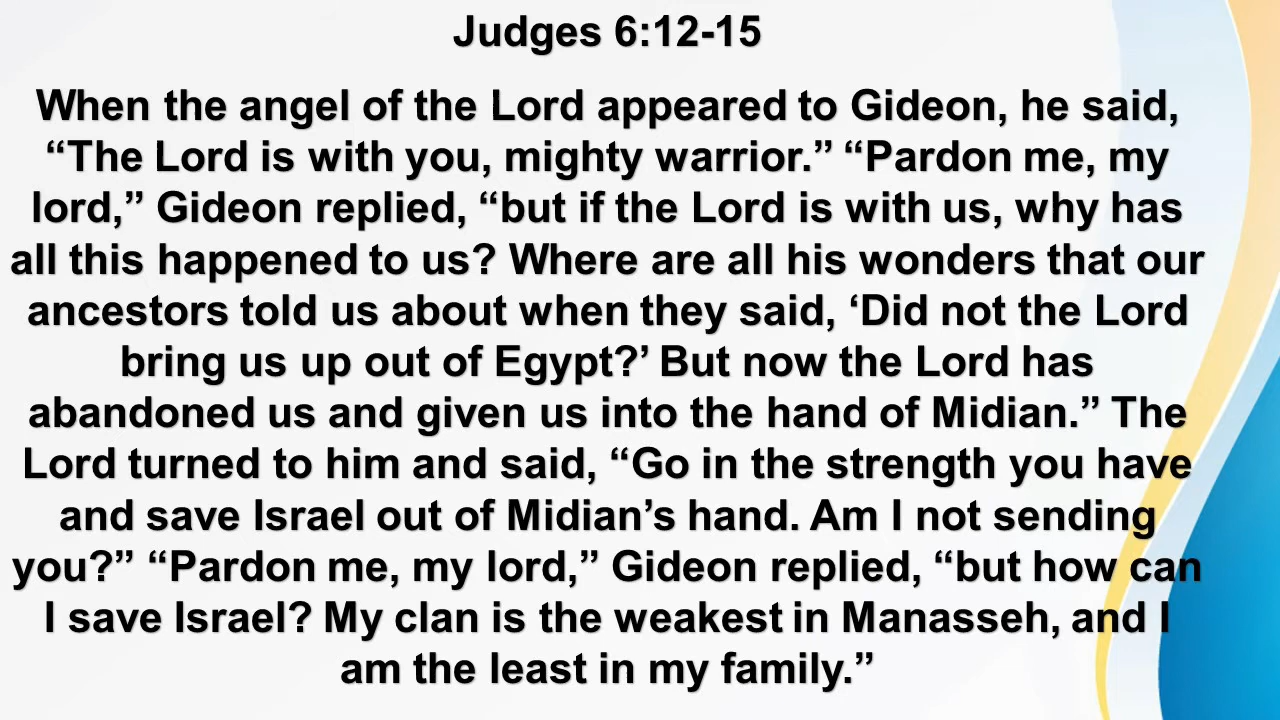 Judges 6:12-15
When the angel of the Lord appeared to Gideon, he said,
“The Lord is with you, mighty warrior.” “Pardon me, my
lord,” Gideon replied, “but if the Lord is with us, why has
all this happened to us? Where are all his wonders that our
ancestors told us about when they said, ‘Did not the Lord
bring us up out of Egypt?’ But now the Lord has
abandoned us and given us into the hand of Midian.” The
Lord turned to him and said, “Go in the strength you have
and save Israel out of Midian’s hand. Am I not sending
you?” “Pardon me, my lord,” Gideon replied, “but how can
I save Israel? My clan is the weakest in Manasseh, and I
am the least in my family.”